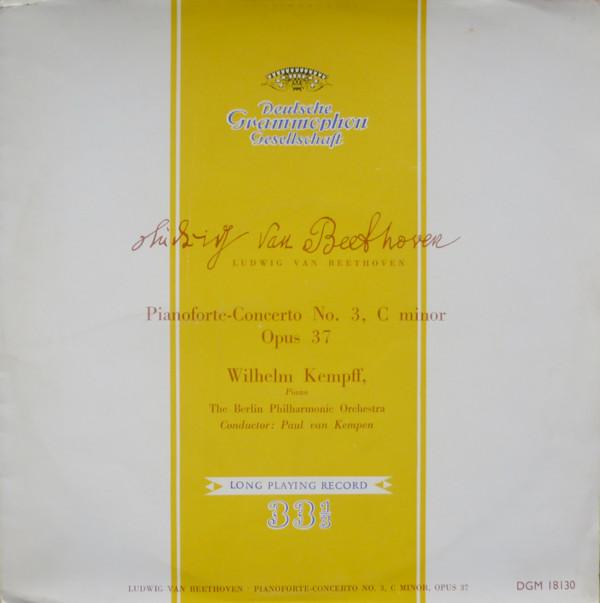 Deutsche
Grammophon
Gesellschaft
Ludwig van Beethoven
LUDWIG VAN BEETHOVEN
Pianoforte-Concerto No. 3, C minor
Opus 37
Wilhelm Kempff,
Piano
The Berlin Philharmonic Orchestra
Conductor: Paul van Kempen
LONG PLAYING RECORD
33 1/3
LUDWIG VAN BEETHOVEN · PIANOFORTE-CONCERTO NO. 3, C MINOR, OPUS 37
DGM 18130